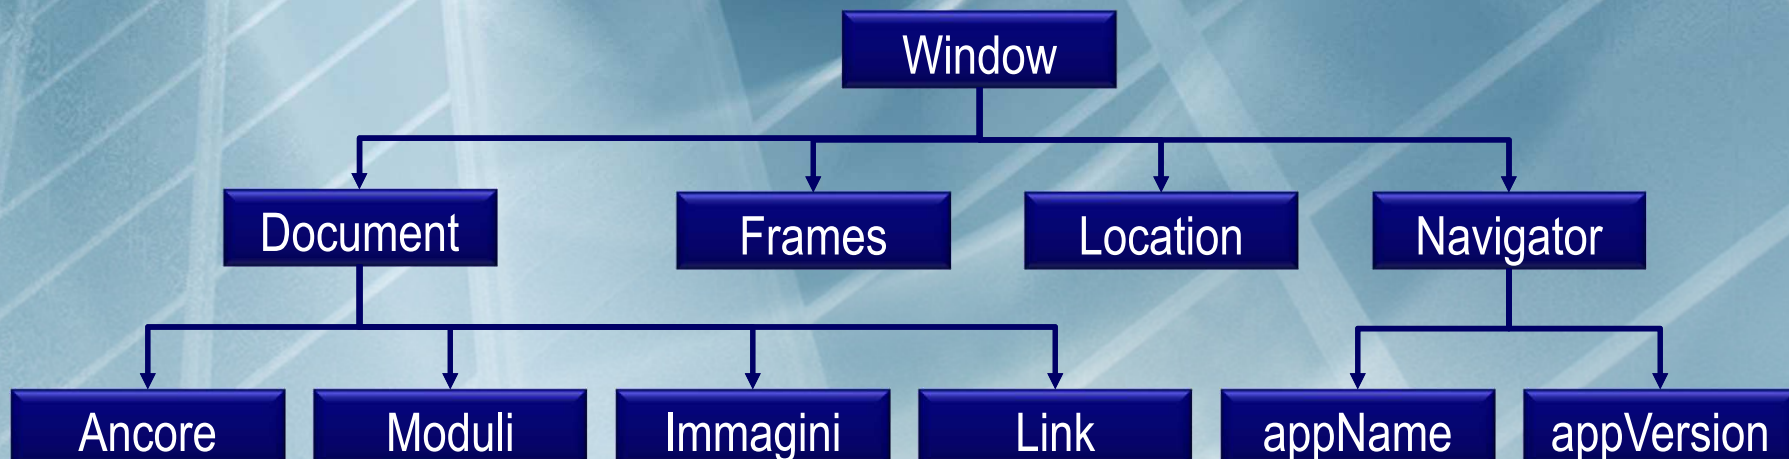 Window
Document
Frames
Location
Navigator
Ancore
Moduli
Immagini
Link
appName
appVersion